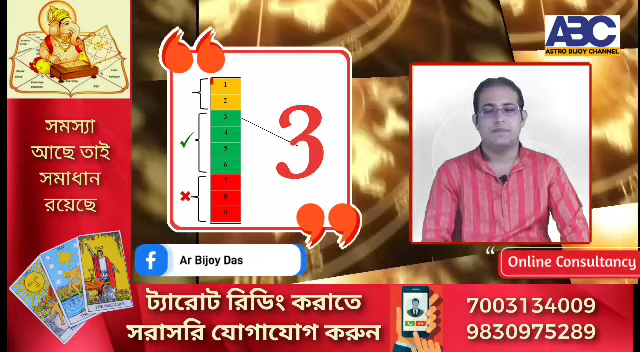 ABC
ASTRO BIJOY CHANNEL
সমস্যা
আছে তাই
সমাধান
রয়েছে
1
2
3
4
5
6
7
8
9
3
Ar Bijoy Das
Online Consultancy
ট্যারোট রিডিং করাতে
সরাসরি যোগাযোগ করুন
7003134009
9830975289